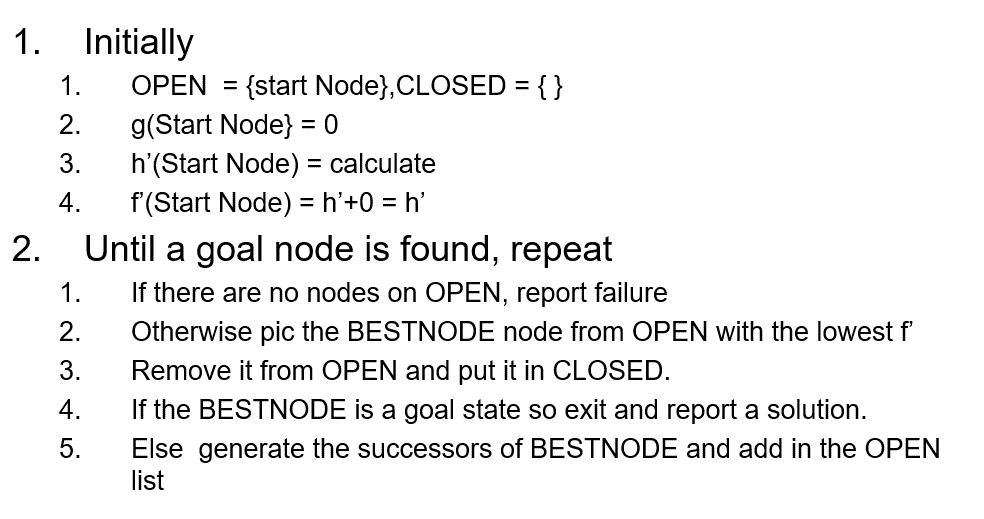 1. Initially
1. OPEN  = {start Node},CLOSED = { }
2. g(Start Node} = 0
3. h’(Start Node) = calculate
4. f’(Start Node) = h’+0 = h’
2. Until a goal node is found, repeat
1. If there are no nodes on OPEN, report failure
2. Otherwise pic the BESTNODE node from OPEN with the lowest f’
3. Remove it from OPEN and put it in CLOSED.
4. If the BESTNODE is a goal state so exit and report a solution.
5. Else  generate the successors of BESTNODE and add in the OPEN
list